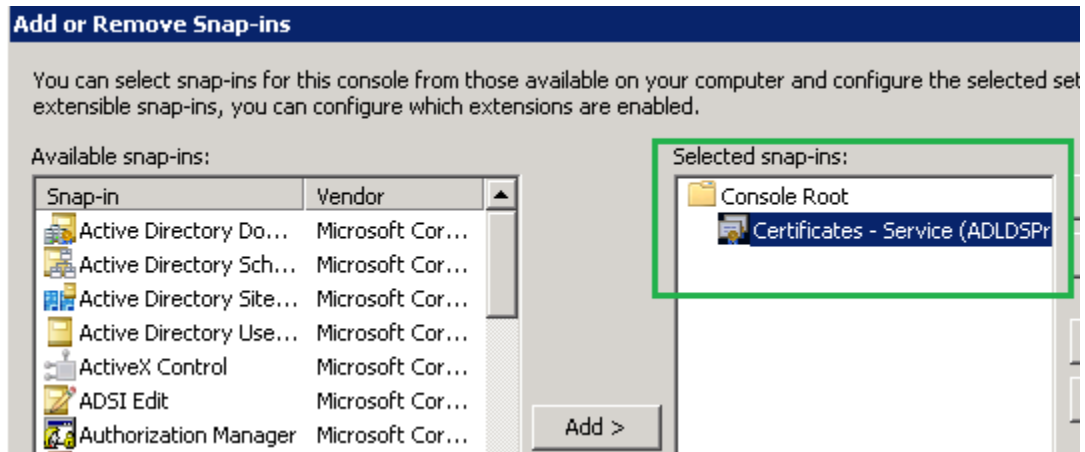 Add or Remove Snap-ins
You can select snap-ins for this console from those available on your computer and configure the selected set
extensible snap-ins, you can configure which extensions are enabled.
Available snap-ins:
Selected snap-ins:
Snap-in Vendor
Active Directory Do... Microsoft Cor...
Active Directory Sch... Microsoft Cor...
Active Directory Site... Microsoft Cor...
Active Directory Use... Microsoft Cor...
ActiveX Control Microsoft Cor...
ADSI Edit Microsoft Cor...
Authorization Manager Microsoft Cor...
Add >
Console Root
Certificates - Service (ADLDSPr